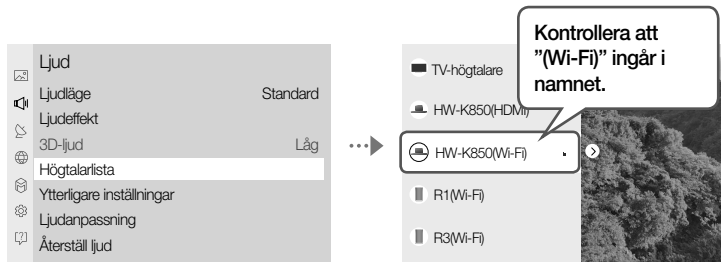 Ljud
Ljudläge Standard
Ljudeffekt
3D-ljud Låg
Högtalarlista
Ytterligare inställningar
Ljudanpassning
Återställ ljud
Kontrollera att
”(Wi-Fi)” ingår i
namnet.
TV-högtalare
HW-K850(HDMI)
HW-K850(Wi-Fi)
R1(Wi-Fi)
R3(Wi-Fi)